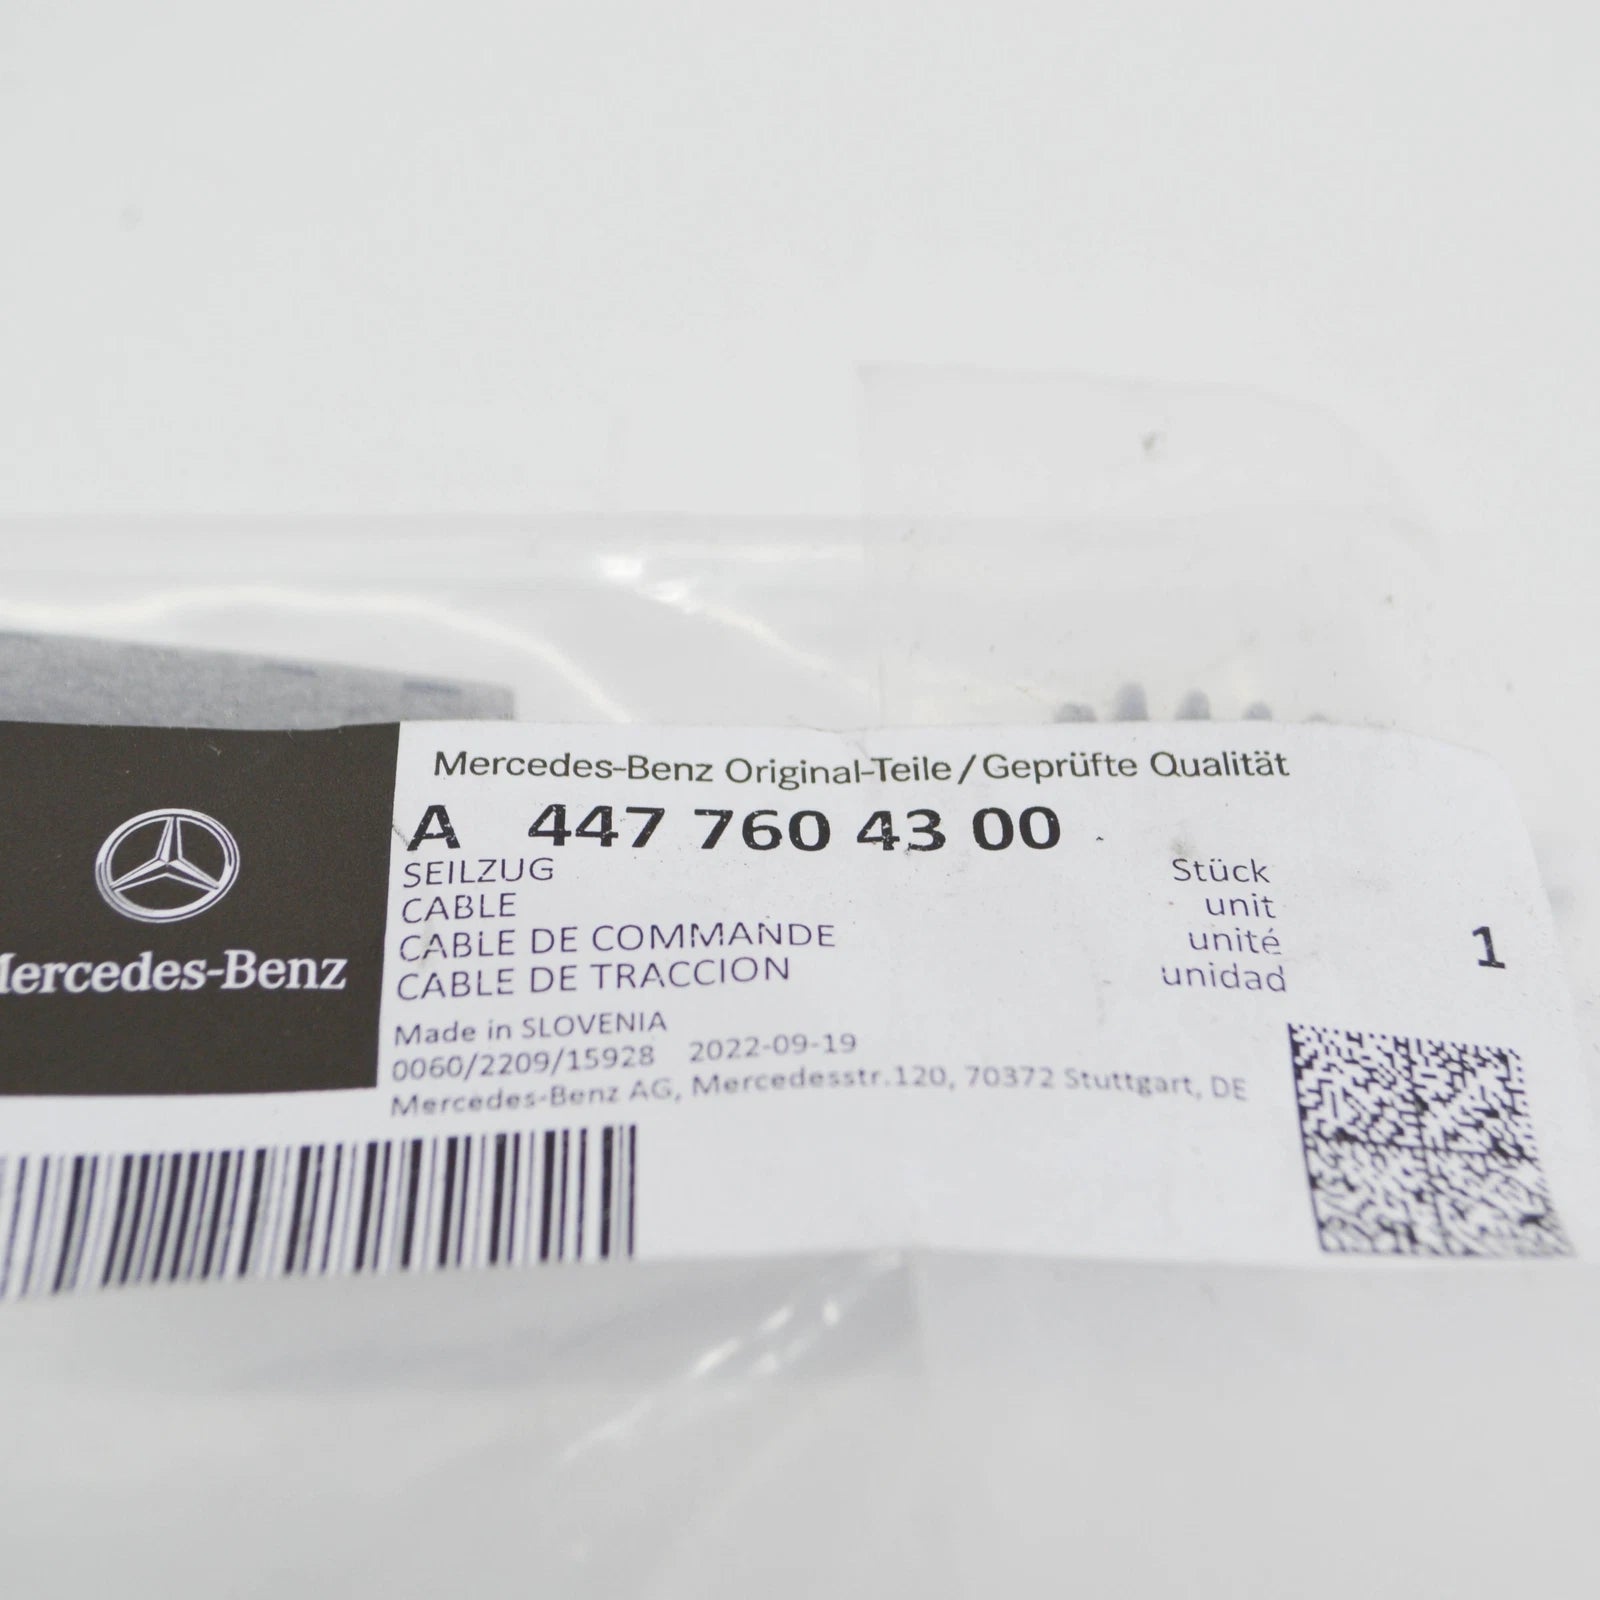 Mercedes-Benz Original-Teile/Geprüfte Qualität
A 447 760 43 00
SEILZUG
CABLE
CABLE DE COMMANDE
CABLE DE TRACCION
Stück
unit
unité
unidad
1
Mercedes-Benz
Made in SLOVENIA
0060/2209/15928 2022-09-19
Mercedes-Benz AG, Mercedesstr.120, 70372 Stuttgart, DE